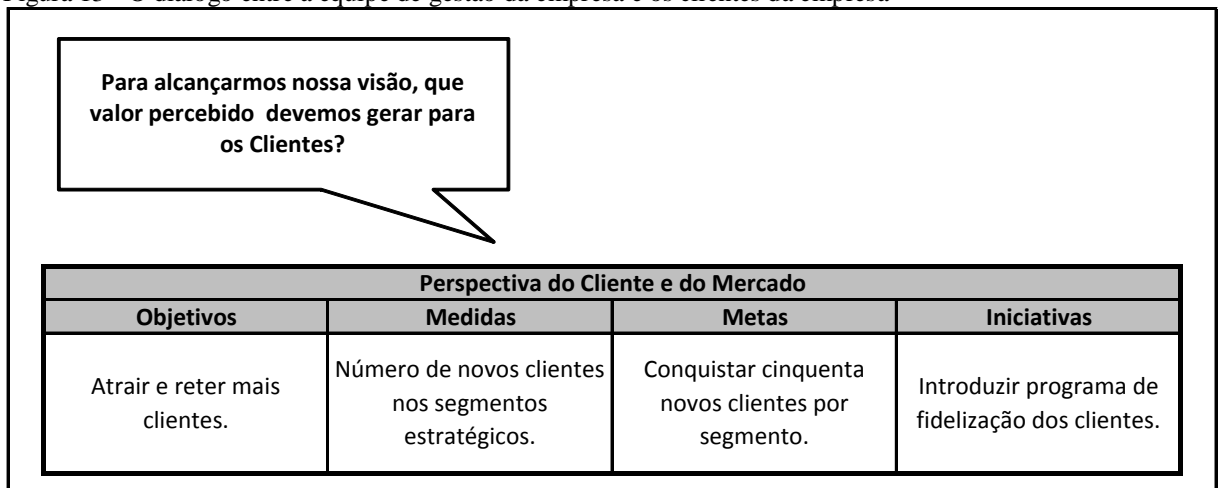 Figura 15 - O diálogo entre a equipe de gestão da empresa e os clientes da empresa
Para alcançarmos nossa visão, que
valor percebido devemos gerar para
os Clientes?
Perspectiva do Cliente e do Mercado
Objetivos Medidas Metas Iniciativas
Atrair e reter mais
clientes.
Número de novos clientes
nos segmentos
estratégicos.
Conquistar cinquenta
novos clientes por
segmento.
Introduzir programa de
fidelização dos clientes.